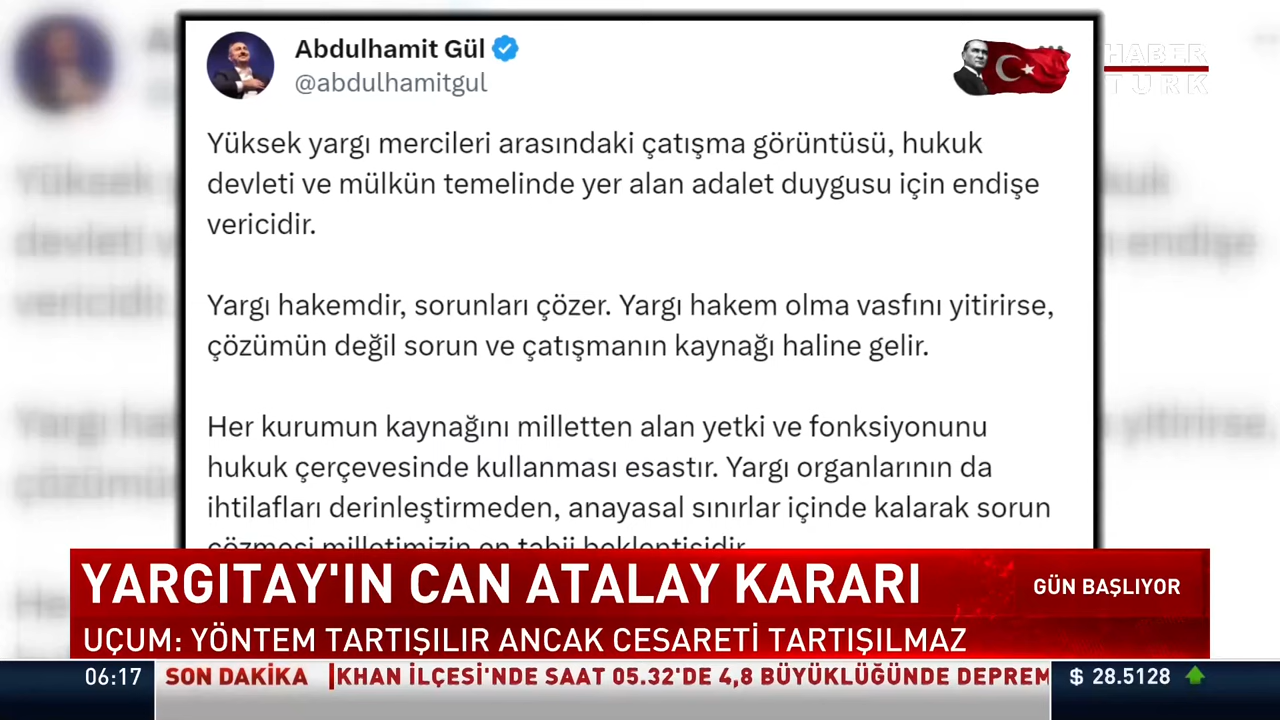 Abdulhamit Gül
@abdulhamitgul
HABER
TÜRK
Yüksek yargı mercileri arasındaki çatışma görüntüsü, hukuk
devleti ve mülkün temelinde yer alan adalet duygusu için endişe
vericidir.
Yargı hakemdir, sorunları çözer. Yargı hakem olma vasfını yitirirse,
çözümün değil sorun ve çatışmanın kaynağı haline gelir.
Her kurumun kaynağını milletten alan yetki ve fonksiyonunu
hukuk çerçevesinde kullanması esastır. Yargı organlarının da
ihtilafları derinleştirmeden, anayasal sınırlar içinde kalarak sorun
çözmesi milletimizin en tabii beklentisidir.
YARGITAY'IN CAN ATALAY KARARI
GÜN BAŞLIYOR
UÇUM: YÖNTEM TARTIŞILIR ANCAK CESARETİ TARTIŞILMAZ
06:17 SON DAKİKA KHAN İLÇESİ'NDE SAAT 05.32'DE 4,8 BÜYÜKLÜĞÜNDE DEPREM $ 28.5128